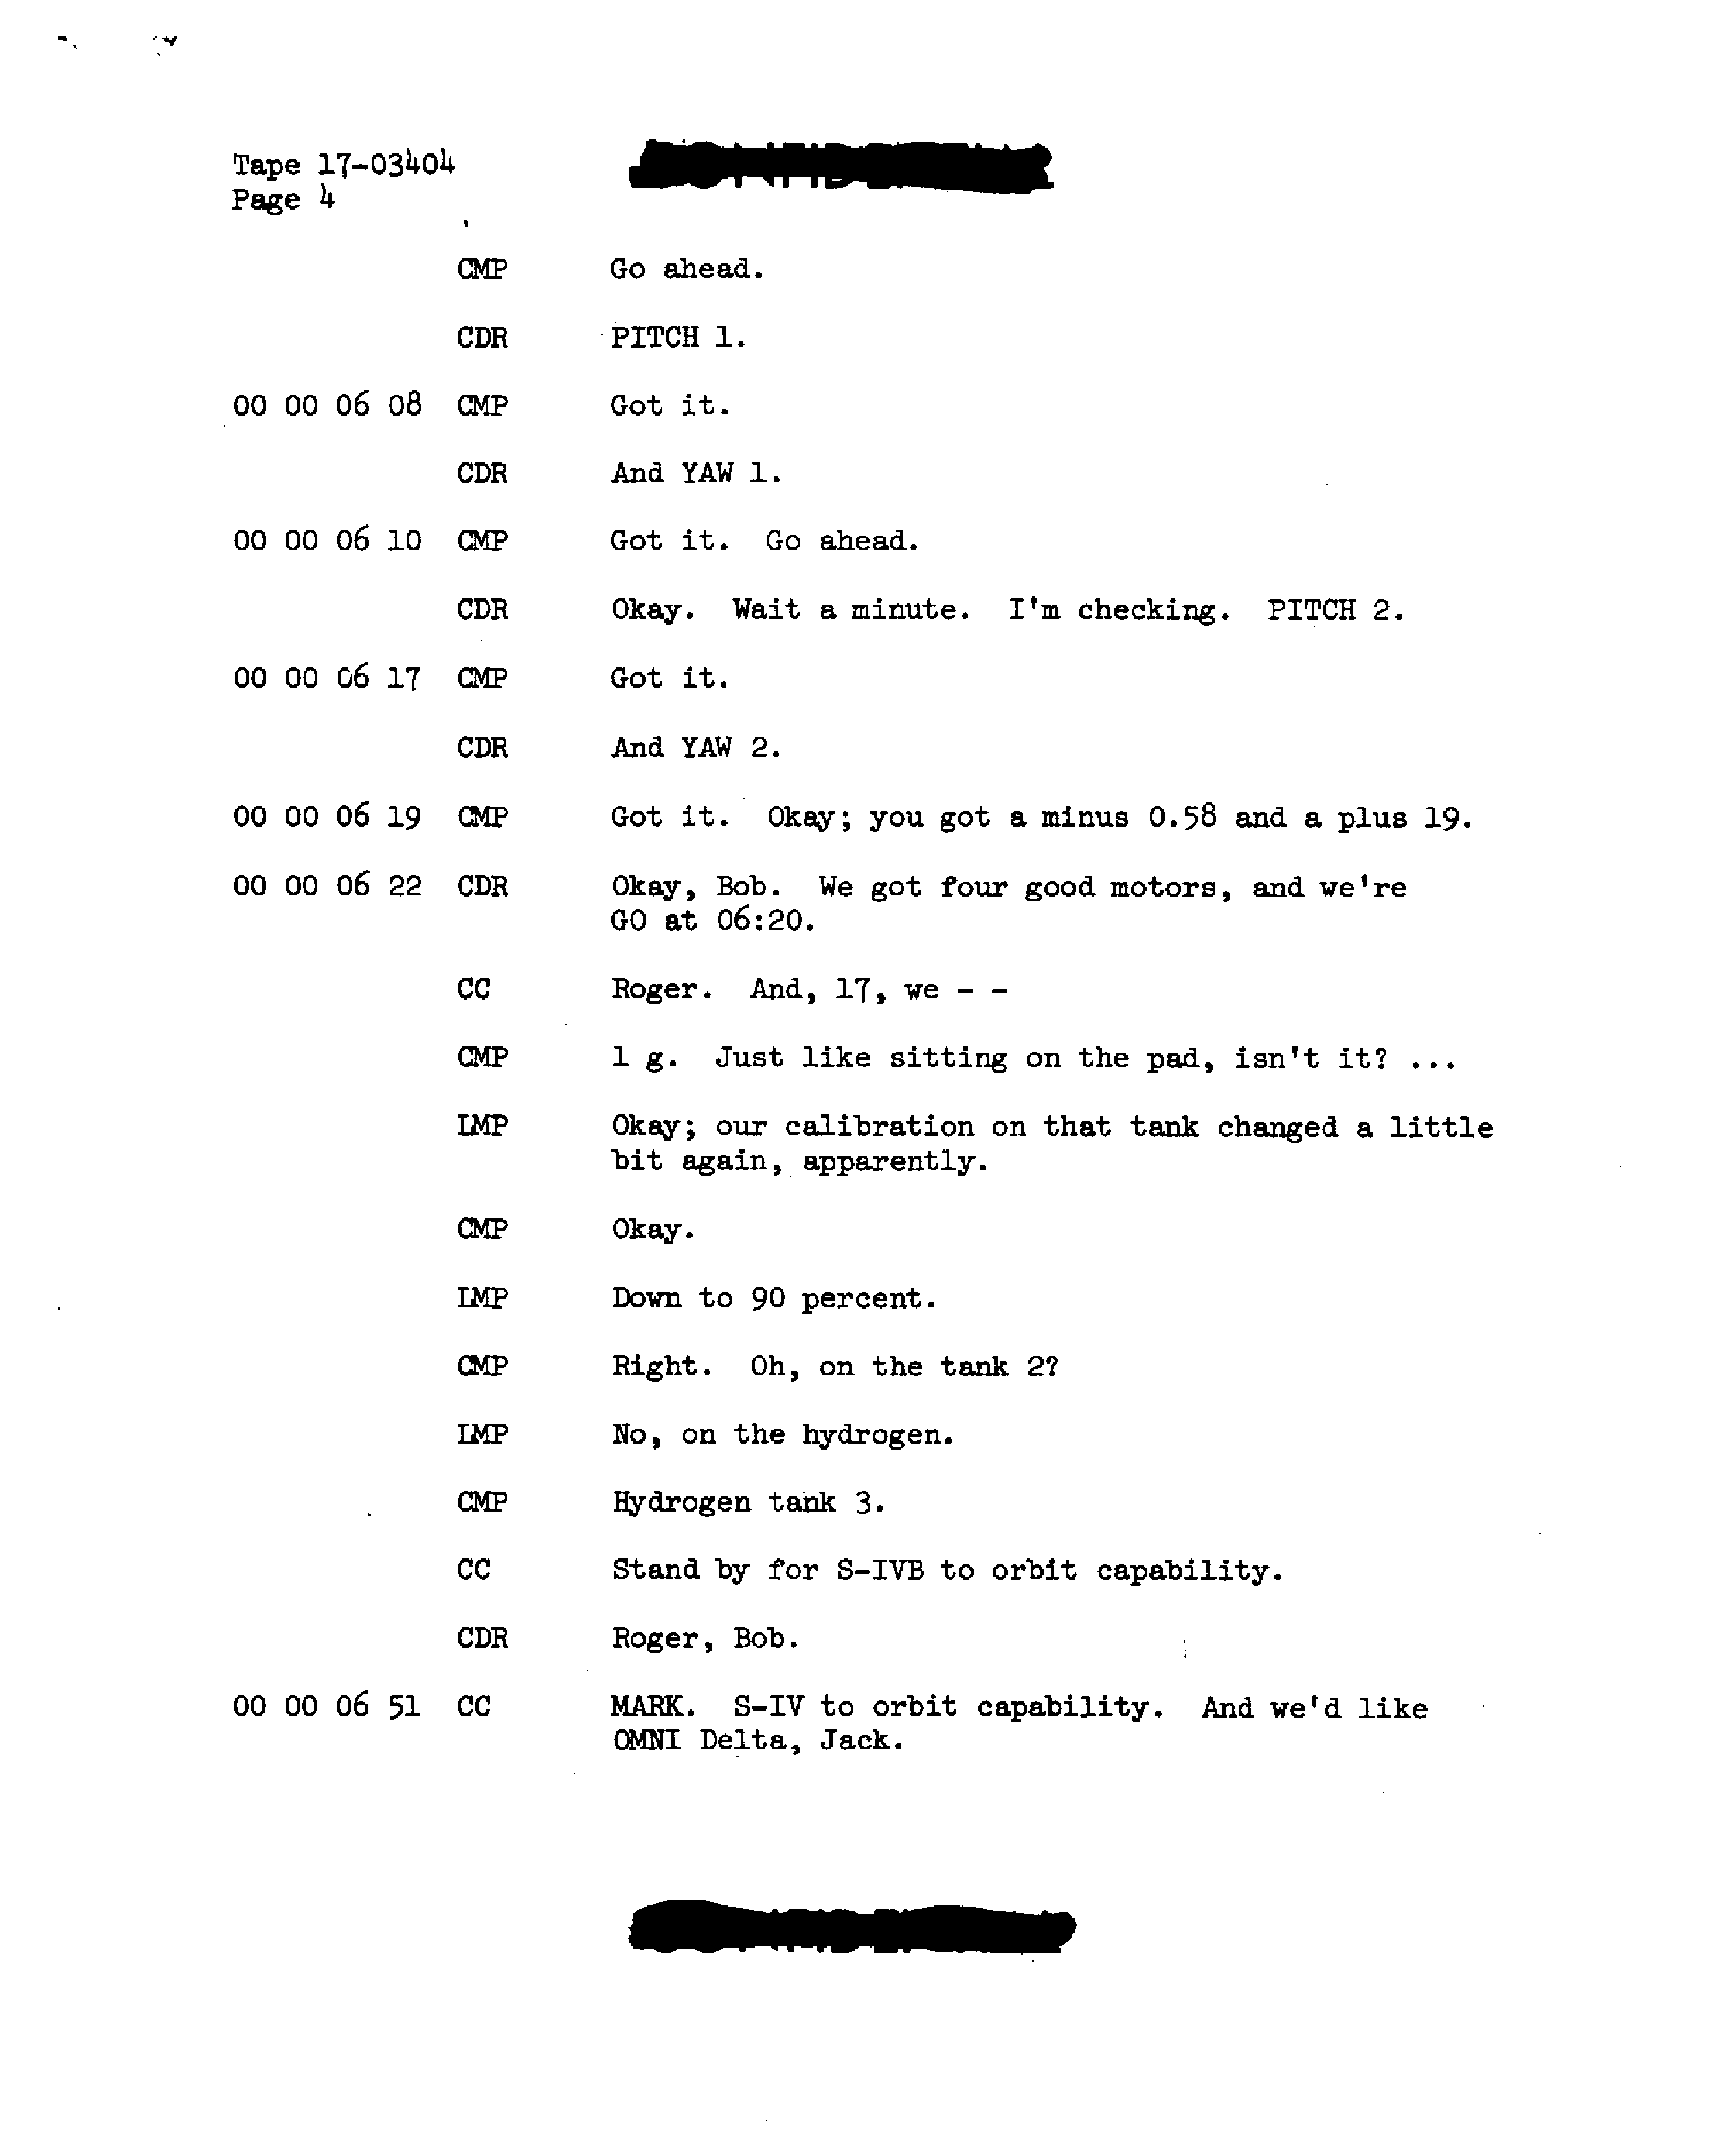 Tape 17-03404
Page 4
CMP Go ahead.
CDR PITCH 1.
00 00 06 08 CMP Got it.
CDR And YAW 1.
00 00 06 10 CMP Got it. Go ahead.
CDR Okay. Wait a minute. I'm checking. PITCH 2.
00 00 06 17 CMP Got it.
CDR And YAW 2.
00 00 06 19 CMP Got it. Okay; you got a minus 0.58 and a plus 19.
00 00 06 22 CDR Okay, Bob. We got four good motors, and we're
GO at 06:20.
CC Roger. And, 17, we - -
CMP 1 g. Just like sitting on the pad, isn't it? ...
LMP Okay; our calibration on that tank changed a little
bit again, apparently.
CMP Okay.
LMP Down to 90 percent.
CMP Right. Oh, on the tank 2?
LMP No, on the hydrogen.
CMP Hydrogen tank 3.
CC Stand by for S-IVB to orbit capability.
CDR Roger, Bob.
00 00 06 51 CC MARK. S-IV to orbit capability. And we'd like
OMNI Delta, Jack.